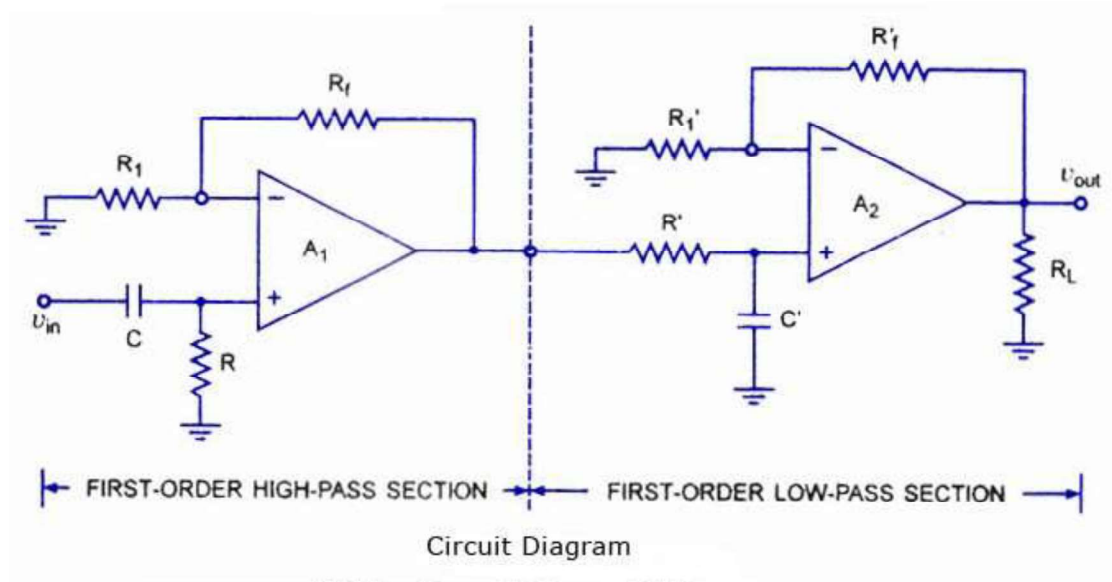 R'f
Rf
R1'
R1
−
−
vout
A2
A1
R'
+
RL
+
vin
C
C'
R
FIRST-ORDER HIGH-PASS SECTION
FIRST-ORDER LOW-PASS SECTION
Circuit Diagram